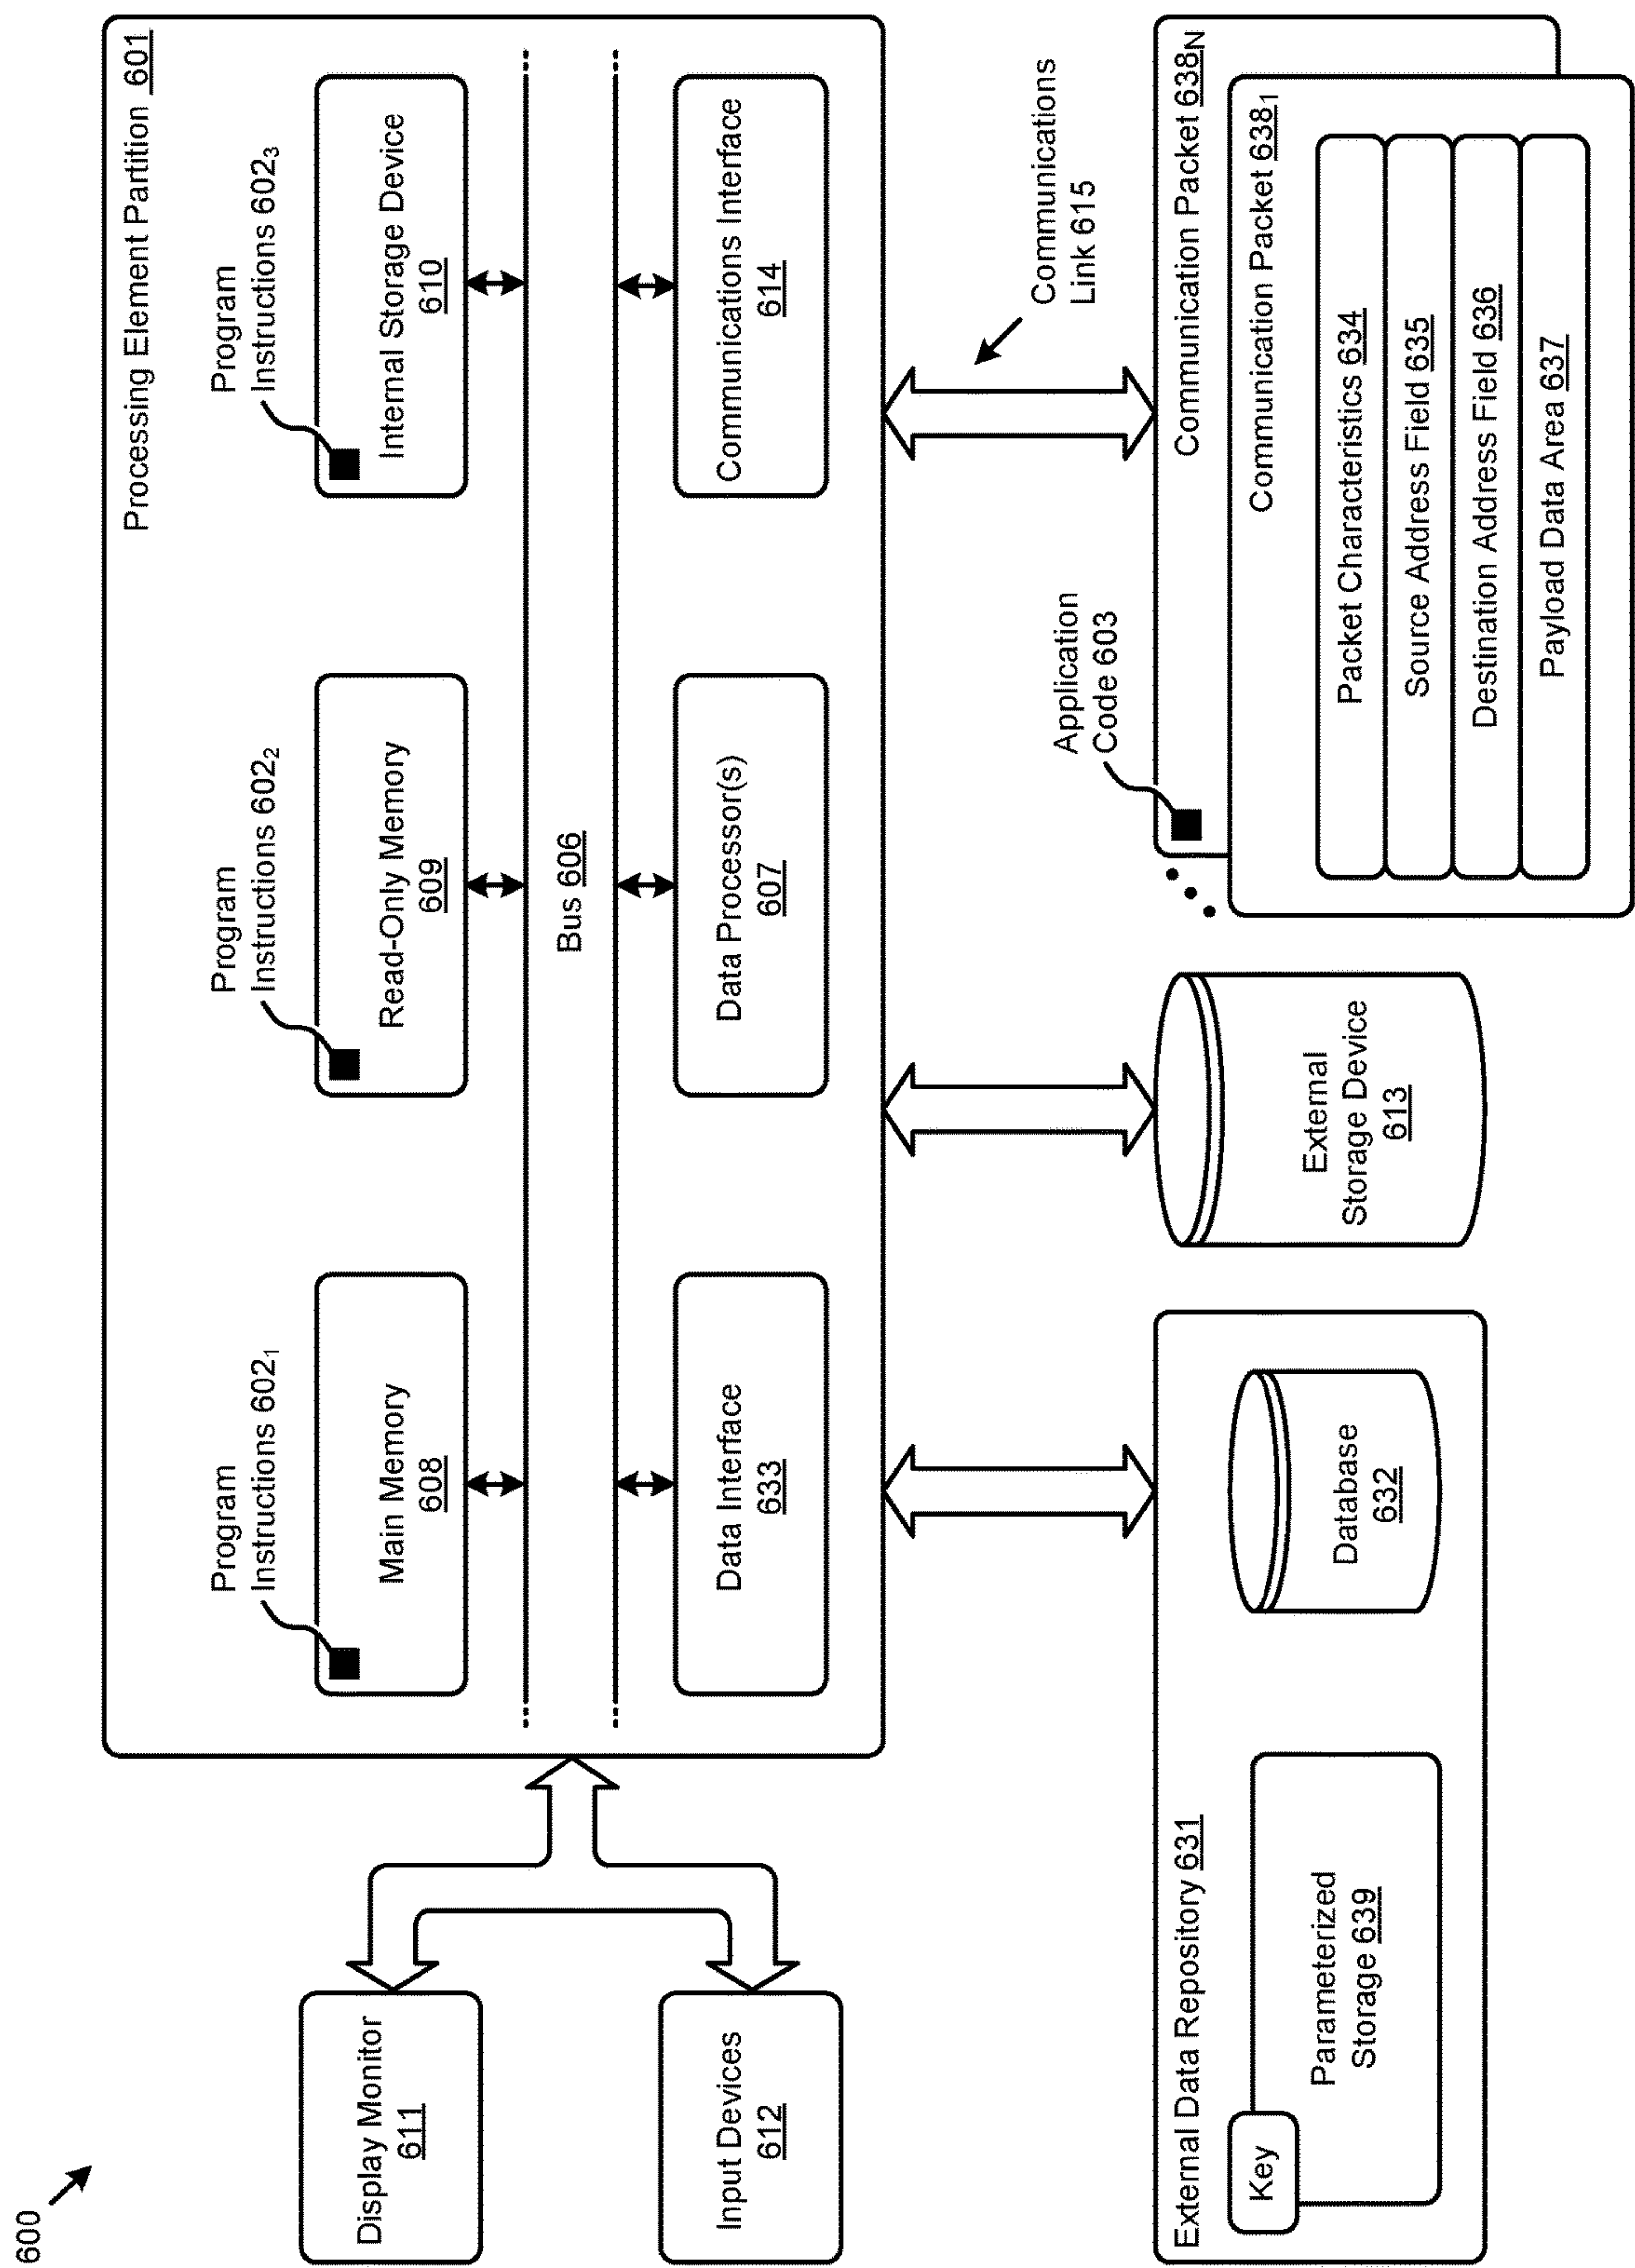 600
Processing Element Partition 601
Program
Instructions 602₁
Program
Instructions 602₂
Program
Instructions 602₃
Main Memory
608
Read-Only Memory
609
Internal Storage Device
610
Display Monitor
611
Bus 606
Input Devices
612
Data Interface
633
Data Processor(s)
607
Communications Interface
614
Communications
Link 615
Application
Code 603
External Data Repository 631
Key
Parameterized
Storage 639
Database
632
External
Storage Device
613
Communication Packet 638N
Communication Packet 638₁
Packet Characteristics 634
Source Address Field 635
Destination Address Field 636
Payload Data Area 637